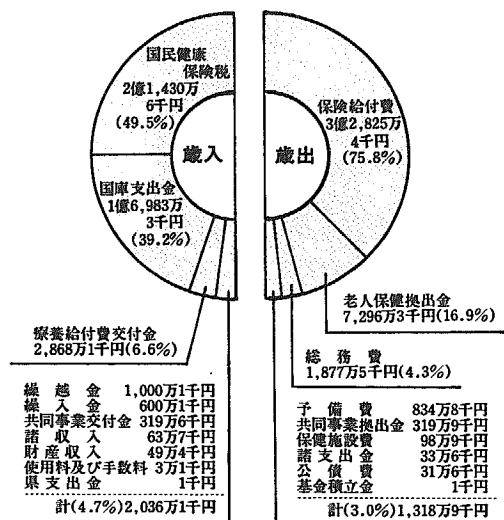 国民健康
保険税
2億1,430万
6千円
(49.5%)
歳入
国庫支出金
1億6,983万
3千円
(39.2%)
療養給付費交付金
2,868万1千円(6.6%)
繰越金 1,000万1千円
繰入金 600万1千円
共同事業交付金 319万6千円
諸収入 63万7千円
財産収入 49万4千円
使用料及び手数料 3万1千円
県支出金 1千円
計(4.7%)2,036万1千円
保険給付費
3億2,825万
4千円
(75.8%)
歳出
老人保健拠出金
7,296万3千円(16.9%)
総務費
1,877万5千円(4.3%)
予備費 834万8千円
共同事業拠出金 319万9千円
保健施設費 98万9千円
諸支出金 33万6千円
公債費 31万6千円
基金積立金 1千円
計(3.0%)1,318万9千円